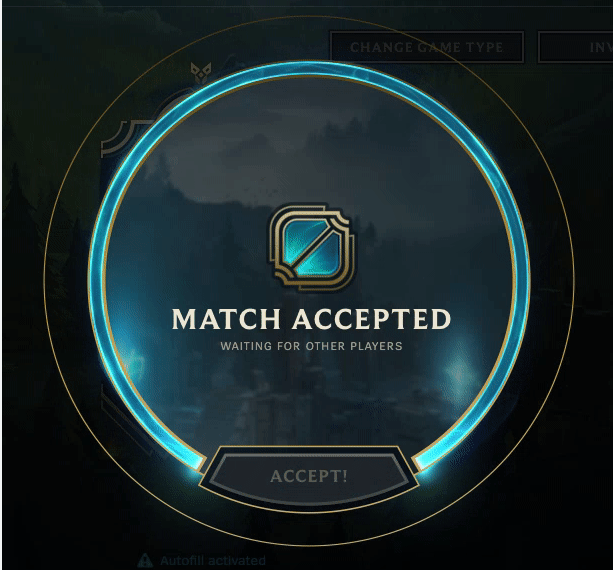 CHANGE GAME TYPE
INV
MATCH ACCEPTED
WAITING FOR OTHER PLAYERS
ACCEPT!
Autofill activated